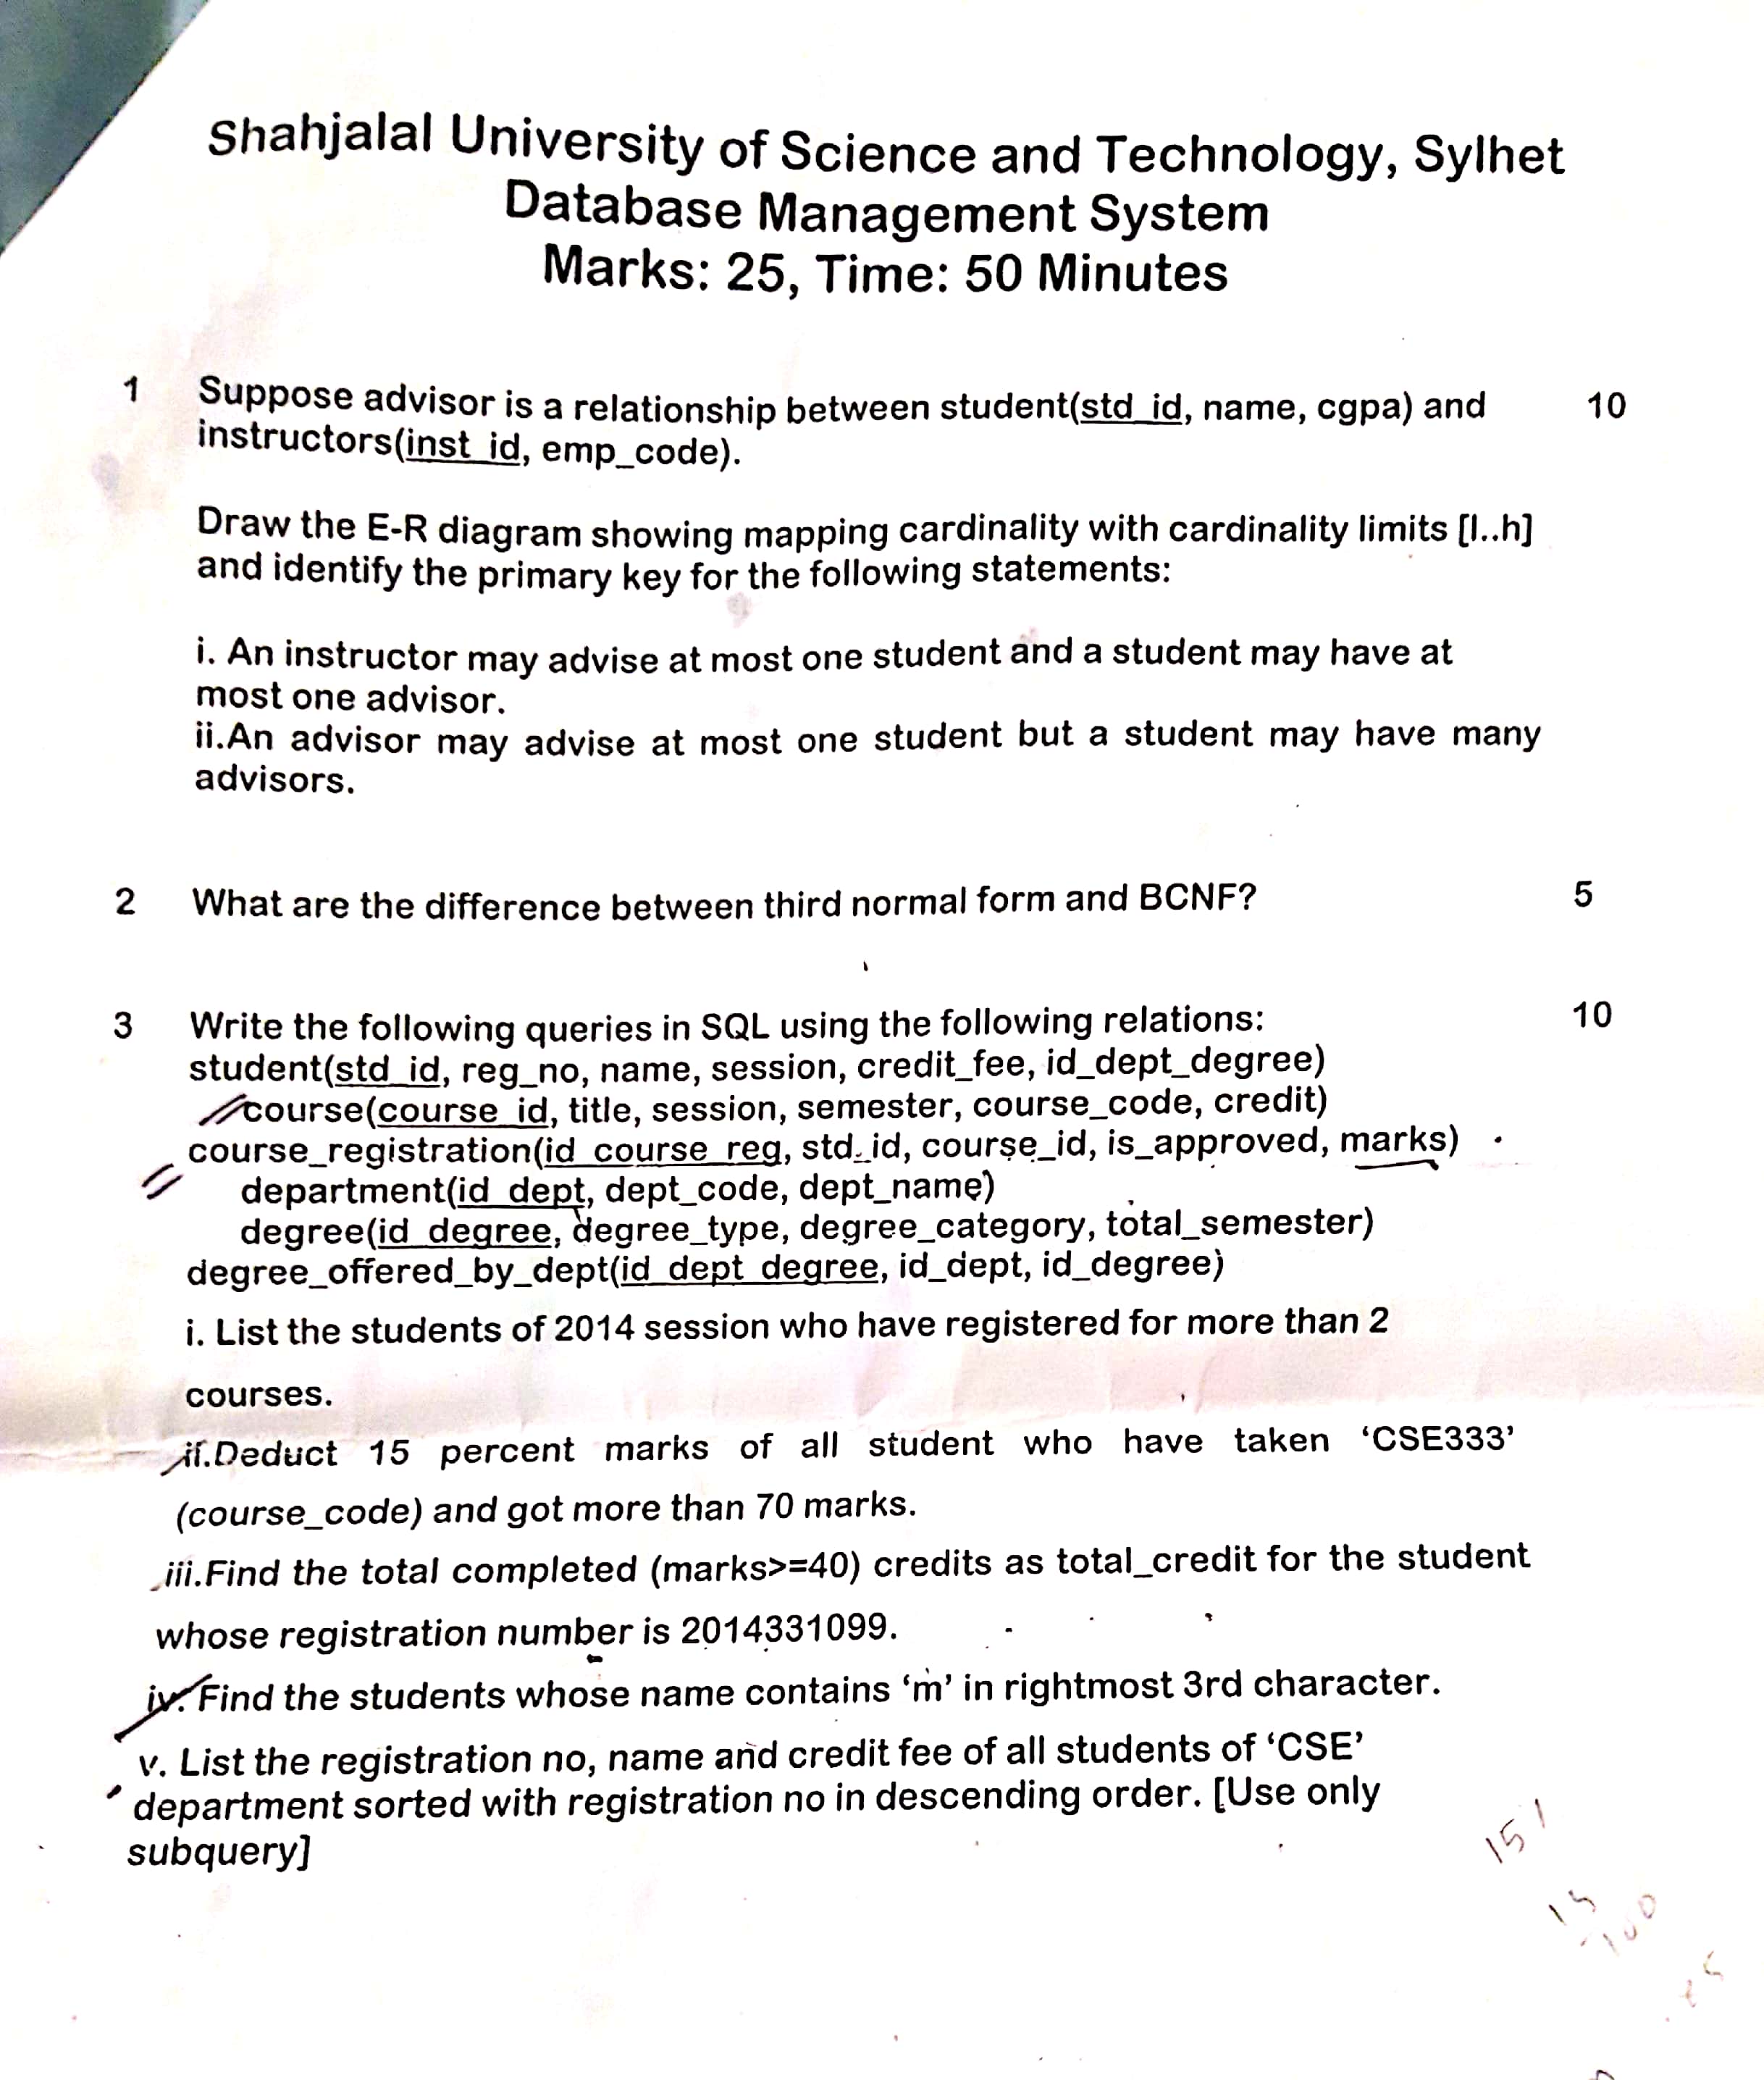 Shahjalal University of Science and Technology, Sylhet
Database Management System
Marks: 25, Time: 50 Minutes
1 Suppose advisor is a relationship between student(std_id, name, cgpa) and 10
instructors(inst_id, emp_code).
Draw the E-R diagram showing mapping cardinality with cardinality limits [l..h]
and identify the primary key for the following statements:
i. An instructor may advise at most one student and a student may have at
most one advisor.
ii.An advisor may advise at most one student but a student may have many
advisors.
2 What are the difference between third normal form and BCNF? 5
3 Write the following queries in SQL using the following relations: 10
student(std_id, reg_no, name, session, credit_fee, id_dept_degree)
course(course_id, title, session, semester, course_code, credit)
course_registration(id_course_reg, std_id, course_id, is_approved, marks)
department(id_dept, dept_code, dept_name)
degree(id_degree, degree_type, degree_category, total_semester)
degree_offered_by_dept(id_dept_degree, id_dept, id_degree)
i. List the students of 2014 session who have registered for more than 2
courses.
ii.Deduct 15 percent marks of all student who have taken ‘CSE333’
(course_code) and got more than 70 marks.
iii.Find the total completed (marks>=40) credits as total_credit for the student
whose registration number is 2014331099.
iv. Find the students whose name contains ‘m’ in rightmost 3rd character.
v. List the registration no, name and credit fee of all students of ‘CSE’
department sorted with registration no in descending order. [Use only
subquery]
15
15
100